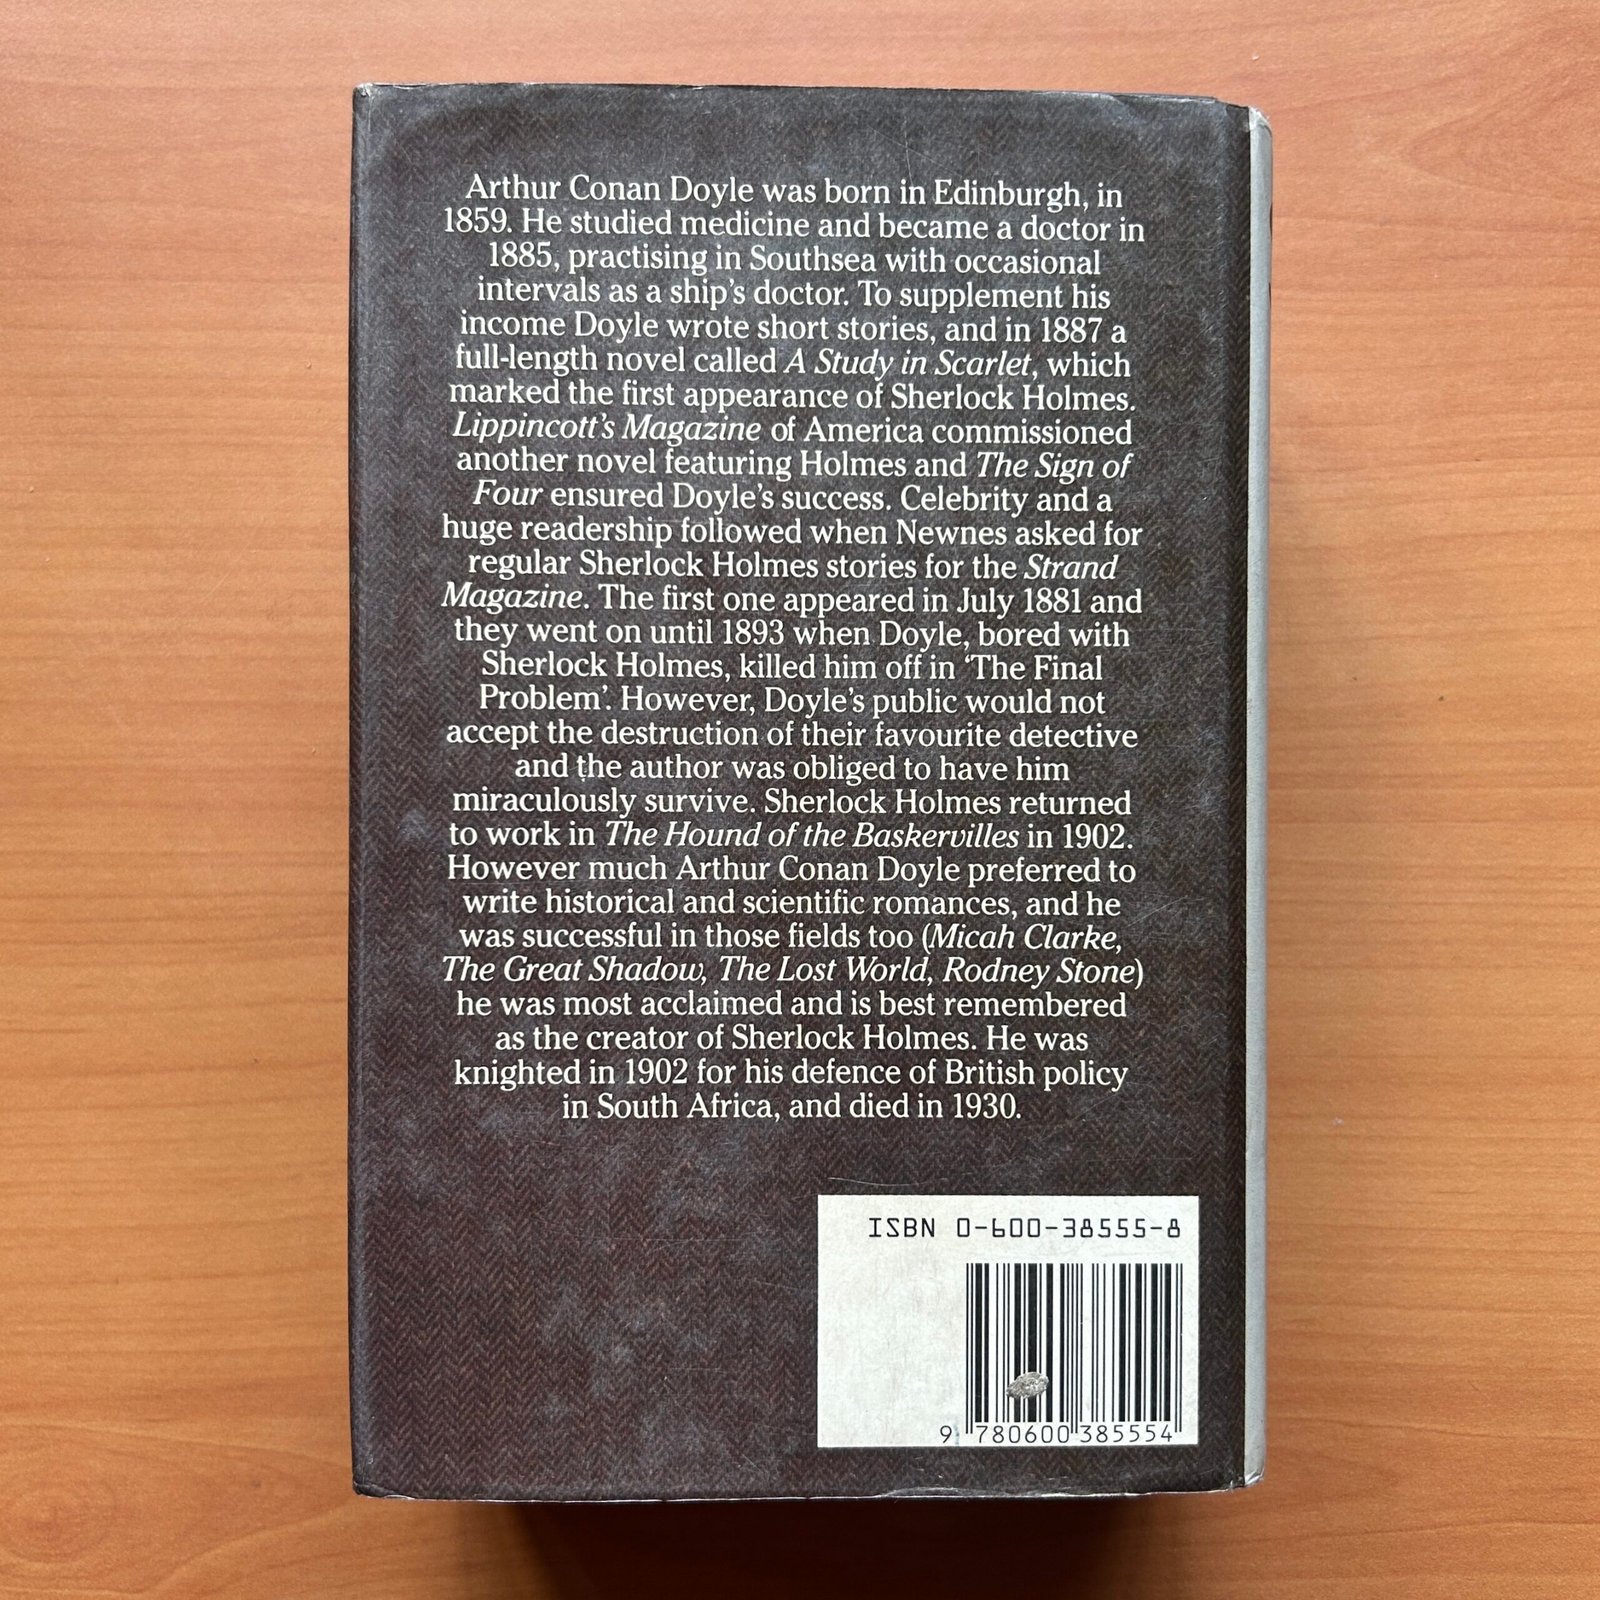 Arthur Conan Doyle was born in Edinburgh, in
1859. He studied medicine and became a doctor in
1885, practising in Southsea with occasional
intervals as a ship's doctor. To supplement his
income Doyle wrote short stories, and in 1887 a
full-length novel called A Study in Scarlet, which
marked the first appearance of Sherlock Holmes.
Lippincott's Magazine of America commissioned
another novel featuring Holmes and The Sign of
Four ensured Doyle's success. Celebrity and a
huge readership followed when Newnes asked for
regular Sherlock Holmes stories for the Strand
Magazine. The first one appeared in July 1881 and
they went on until 1893 when Doyle, bored with
Sherlock Holmes, killed him off in ‘The Final
Problem’. However, Doyle's public would not
accept the destruction of their favourite detective
and the author was obliged to have him
miraculously survive. Sherlock Holmes returned
to work in The Hound of the Baskervilles in 1902.
However much Arthur Conan Doyle preferred to
write historical and scientific romances, and he
was successful in those fields too (Micah Clarke,
The Great Shadow, The Lost World, Rodney Stone)
he was most acclaimed and is best remembered
as the creator of Sherlock Holmes. He was
knighted in 1902 for his defence of British policy
in South Africa, and died in 1930.
ISBN 0-600-38555-8
9 780600 385554